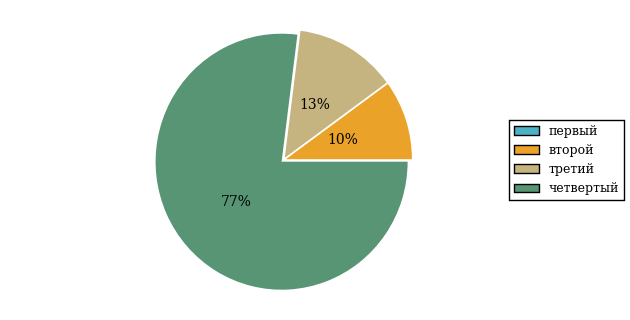 13%
10%
77%
первый
второй
третий
четвертый